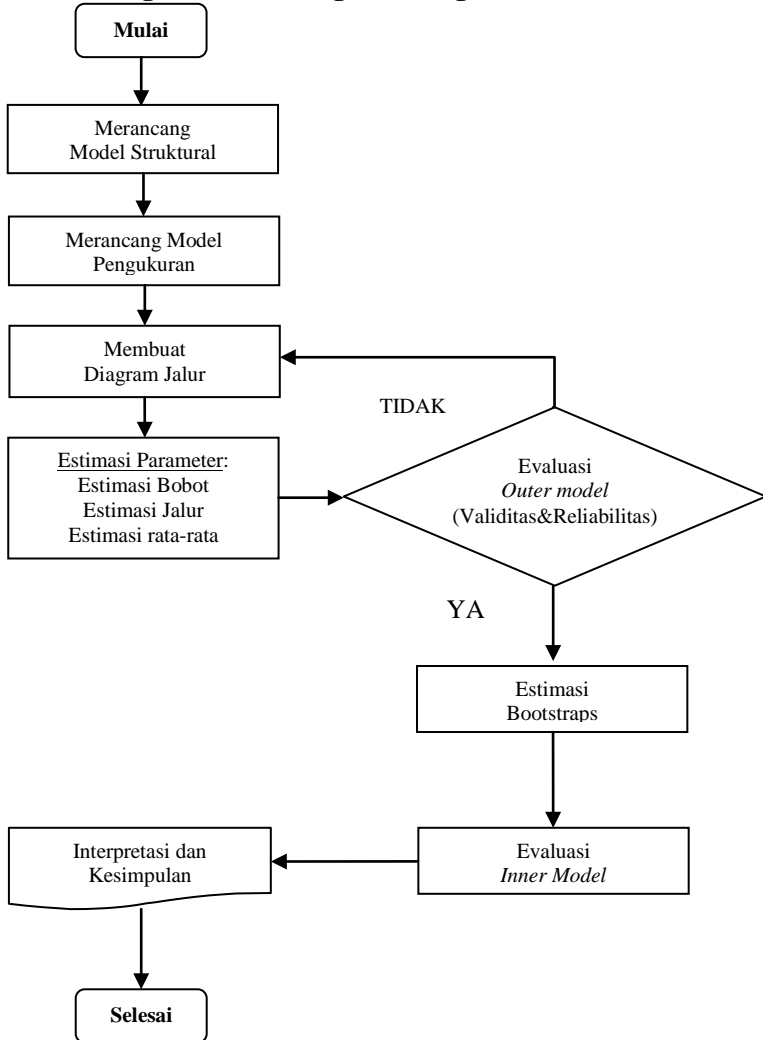 Mulai
Merancang
Model Struktural
Merancang Model
Pengukuran
Membuat
Diagram Jalur
TIDAK
Estimasi Parameter:
Estimasi Bobot
Estimasi Jalur
Estimasi rata-rata
Evaluasi
Outer model
(Validitas&Reliabilitas)
YA
Estimasi
Bootstraps
Evaluasi
Inner Model
Interpretasi dan
Kesimpulan
Selesai